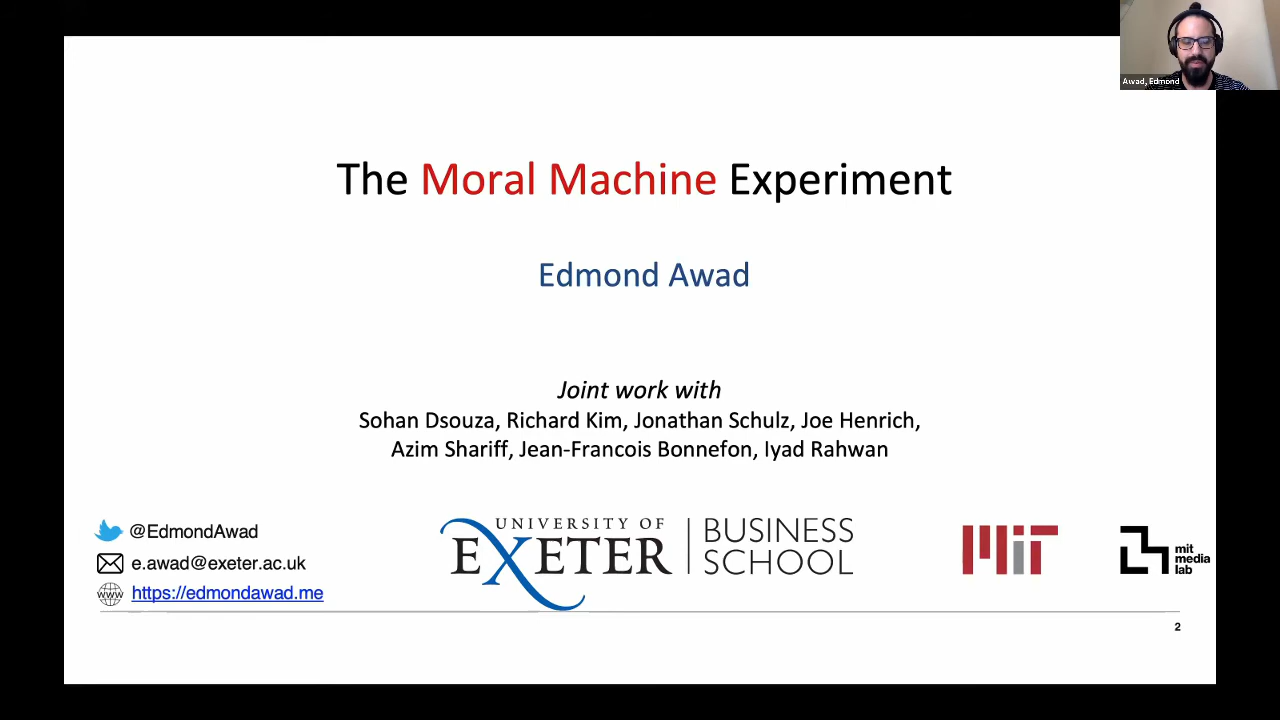 Awad, Edmond
The Moral Machine Experiment
Edmond Awad
Joint work with
Sohan Dsouza, Richard Kim, Jonathan Schulz, Joe Henrich,
Azim Shariff, Jean-Francois Bonnefon, Iyad Rahwan
@EdmondAwad
e.awad@exeter.ac.uk
www
https://edmondawad.me
UNIVERSITY OF
EXETER
BUSINESS
SCHOOL
MIT
mit
media
lab
2